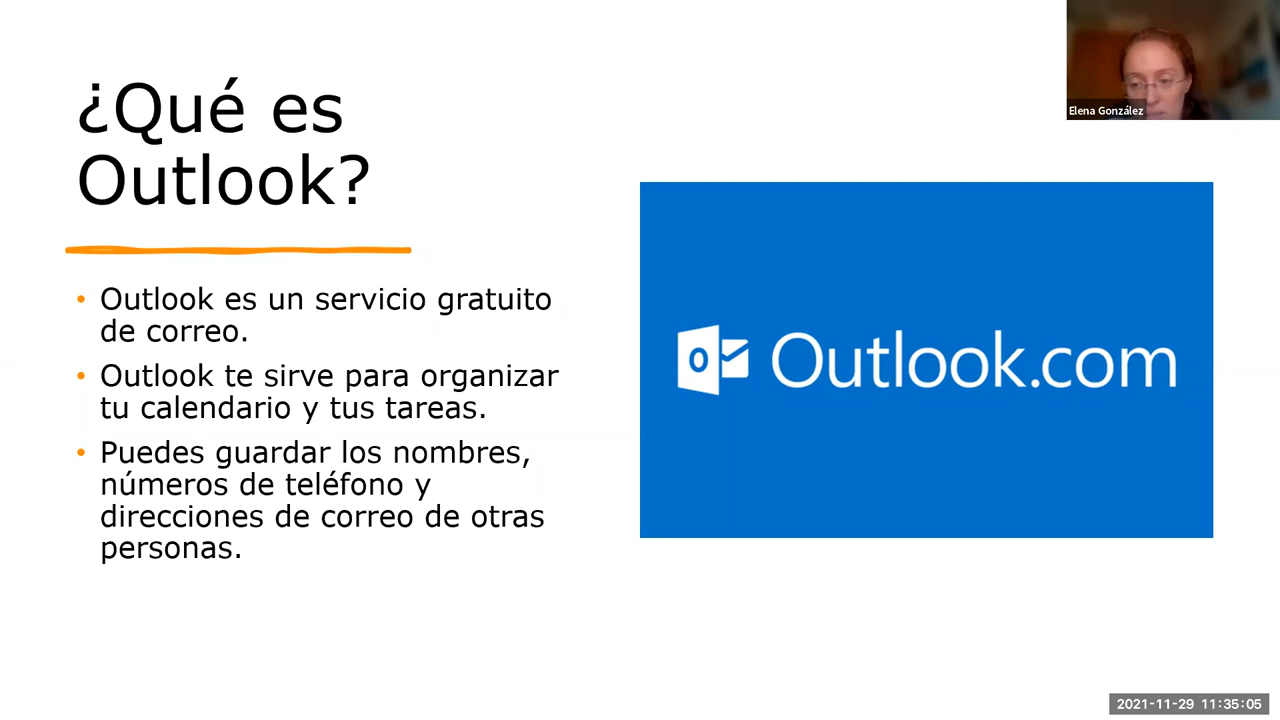 ¿Qué es
Outlook?
• Outlook es un servicio gratuito
de correo.
• Outlook te sirve para organizar
tu calendario y tus tareas.
• Puedes guardar los nombres,
números de teléfono y
direcciones de correo de otras
personas.
Outlook.com
Elena González
2021-11-29 11:35:05